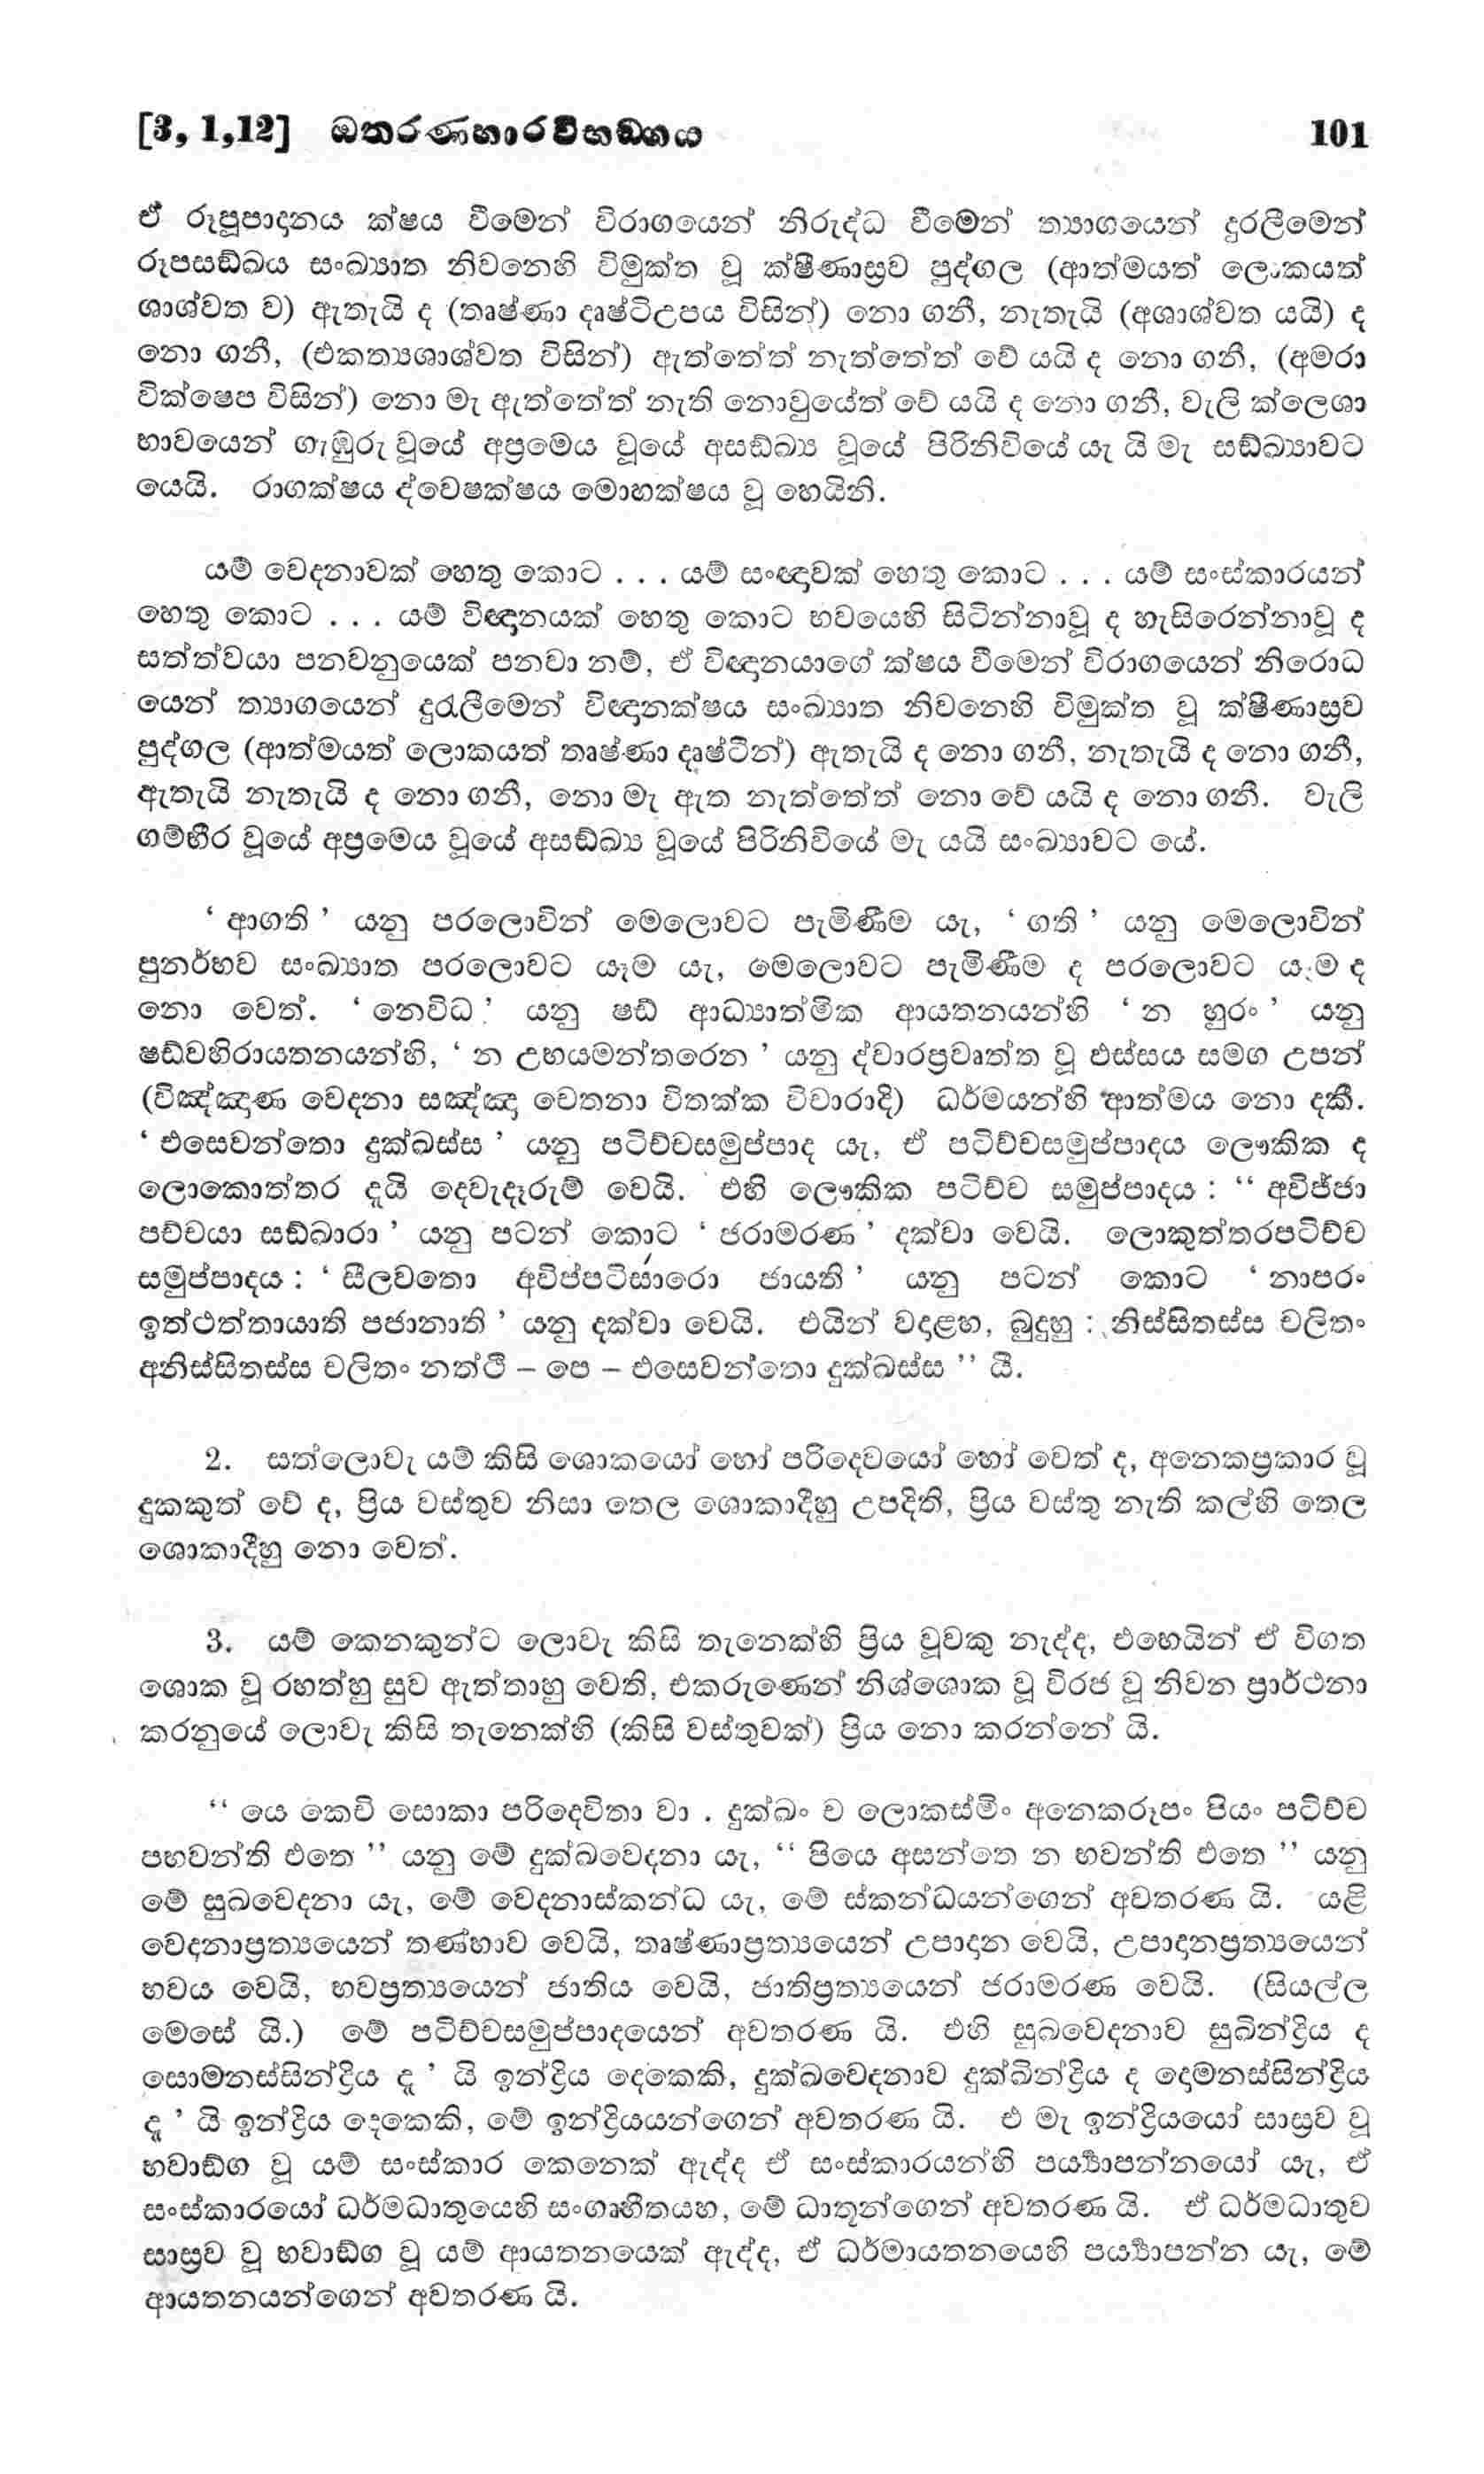 [3, 1,12] ඔතරණහාරවිභඞ්ගය 101
ඒ රූපූපාදානය ක්ෂය වීමෙන් විරාගයෙන් නිරුද්ධ වීමෙන් ත්‍යාගයෙන් දුරලීමෙන්
රූපසඞ්ඛය සංඛ්‍යාත නිවනෙහි විමුක්ත වූ ක්ෂීණාස්‍රව පුද්ගල (ආත්මයත් ලොකයත්
ශාශ්වත ව) ඇතැයි ද (තෘෂ්ණා දෘෂ්ටිඋපය විසින්) නො ගනී, නැතැයි (අශාශ්වත යයි) ද
නො ගනී, (එකත්‍යශාශ්වත විසින්) ඇත්තේත් නැත්තේත් වේ යයි ද නො ගනී, (අමරා
වික්ෂෙප විසින්) නො මැ ඇත්තේත් නැති නොවුයේත් වේ යයි ද නො ගනී, වැලි ක්ලෙශා
භාවයෙන් ගැඹුරු වූයේ අප්‍රමෙය වූයේ අසඞ්ඛ්‍ය වූයේ පිරිනිවියේ යැ යි මැ සඞ්ඛ්‍යාවට
යෙයි. රාගක්ෂය ද්වෙෂක්ෂය මොහක්ෂය වූ හෙයිනි.
යම් වෙදනාවක් හෙතු කොට . . . යම් සංඥාවක් හෙතු කොට . . . යම් සංස්කාරයන්
හෙතු කොට . . . යම් විඥානයක් හෙතු කොට භවයෙහි සිටින්නාවූ ද හැසිරෙන්නාවූ ද
සත්ත්වයා පනවනුයෙක් පනවා නම්, ඒ විඥානයාගේ ක්ෂය වීමෙන් විරාගයෙන් නිරොධ
යෙන් ත්‍යාගයෙන් දුරැලීමෙන් විඥානක්ෂය සංඛ්‍යාත නිවනෙහි විමුක්ත වූ ක්ෂීණාස්‍රව
පුද්ගල (ආත්මයත් ලොකයත් තෘෂ්ණා දෘෂ්ටීන්) ඇතැයි ද නො ගනී, නැතැයි ද නො ගනී,
ඇතැයි නැතැයි ද නො ගනී, නො මැ ඇත නැත්තේත් නො වේ යයි ද නො ගනී. වැලි
ගම්භීර වූයේ අප්‍රමෙය වූයේ අසඞ්ඛ්‍ය වූයේ පිරිනිවියේ මැ යයි සංඛ්‍යාවට යේ.
‘ ආගති ’ යනු පරලොවින් මෙලොවට පැමිණීම යැ, ‘ ගති ’ යනු මෙලොවින්
පුනර්භව සංඛ්‍යාත පරලොවට යෑම යැ, මෙලොවට පැමිණීම ද පරලොවට යෑම ද
නො වෙත්. ‘ නෙවිධ ’ යනු ෂඩ් ආධ්‍යාත්මික ආයතනයන්හි ‘ න හුරං ’ යනු
ෂඩ්වහිරායතනයන්හි, ‘ න උභයමන්තරෙන ’ යනු ද්වාරප්‍රවෘත්ත වූ ඵස්සය සමග උපන්
(විඤ්ඤාණ වෙදනා සඤ්ඤා චෙතනා විතක්ක විචාරාදි) ධර්මයන්හි ආත්මය නො දකී.
‘ එසෙවන්තො දුක්ඛස්ස ’ යනු පටිච්චසමුප්පාද යැ, ඒ පටිච්චසමුප්පාදය ලෞකික ද
ලොකොත්තර දැයි දෙවැදෑරුම් වෙයි. එහි ලෞකික පටිච්ච සමුප්පාදය : “ අවිජ්ජා
පච්චයා සඞ්ඛාරා ’ යනු පටන් කොට ‘ ජරාමරණ ’ දක්වා වෙයි. ලොකුත්තරපටිච්ච
සමුප්පාදය : ‘ සීලවතො අවිප්පටිසාරො ජායති ’ යනු පටන් කොට ‘ නාපරං
ඉත්ථත්තායාති පජානාති ’ යනු දක්වා වෙයි. එයින් වදාළහ, බුදුහු : නිස්සිතස්ස චලිතං
අනිස්සිතස්ස චලිතං නත්ථි – පෙ – එසෙවන්තො දුක්ඛස්ස ’’ යී.
2. සත්ලොවැ යම් කිසි ශොකයෝ හෝ පරිදෙවයෝ හෝ වෙත් ද, අනෙකප්‍රකාර වූ
දුකකුත් වේ ද, ප්‍රිය වස්තුව නිසා තෙල ශොකාදීහු උපදිති, ප්‍රිය වස්තු නැති කල්හි තෙල
ශොකාදීහු නො වෙත්.
3. යම් කෙනකුන්ට ලොවැ කිසි තැනෙක්හි ප්‍රිය වූවකු නැද්ද, එහෙයින් ඒ විගත
ශොක වූ රහත්හු සුව ඇත්තාහු වෙති, එකරුණෙන් නිශ්ශොක වූ විරජ වූ නිවන ප්‍රාර්ථනා
කරනුයේ ලොවැ කිසි තැනෙක්හි (කිසි වස්තුවක්) ප්‍රිය නො කරන්නේ යි.
“ යෙ කෙචි සොකා පරිදෙවිතා වා . දුක්ඛං ච ලොකස්මිං අනෙකරූපං පියං පටිච්ච
පභවන්ති එතෙ ” යනු මේ දුක්ඛවෙදනා යැ, “ පියෙ අසන්තෙ න භවන්ති එතෙ ” යනු
මේ සුඛවෙදනා යැ, මේ වෙදනාස්කන්ධ යැ, මේ ස්කන්ධයන්ගෙන් අවතරණ යි. යළි
වෙදනාප්‍රත්‍යයෙන් තණ්හාව වෙයි, තෘෂ්ණාප්‍රත්‍යයෙන් උපාදාන වෙයි, උපාදානප්‍රත්‍යයෙන්
භවය වෙයි, භවප්‍රත්‍යයෙන් ජාතිය වෙයි, ජාතිප්‍රත්‍යයෙන් ජරාමරණ වෙයි. (සියල්ල
මෙසේ යි.) මේ පටිච්චසමුප්පාදයෙන් අවතරණ යි. එහි සුඛවෙදනාව සුඛින්ද්‍රිය ද
සොමනස්සින්ද්‍රිය ද ’ යි ඉන්ද්‍රිය දෙකෙකි, දුක්ඛවෙදනාව දුක්ඛින්ද්‍රිය ද දොමනස්සින්ද්‍රිය
ද ’ යි ඉන්ද්‍රිය දෙකෙකි, මේ ඉන්ද්‍රියයන්ගෙන් අවතරණ යි. එ මැ ඉන්ද්‍රියයෝ සාස්‍රව වූ
භවාඞ්ග වූ යම් සංස්කාර කෙනෙක් ඇද්ද ඒ සංස්කාරයන්හි පර්‍ය්‍යාපන්නයෝ යැ, ඒ
සංස්කාරයෝ ධර්මධාතුයෙහි සංගෘහීතයහ, මේ ධාතූන්ගෙන් අවතරණ යි. ඒ ධර්මධාතුව
සාස්‍රව වූ භවාඞ්ග වූ යම් ආයතනයෙක් ඇද්ද, ඒ ධර්මායතනයෙහි පර්‍ය්‍යාපන්න යැ, මේ
ආයතනයන්ගෙන් අවතරණ යි.